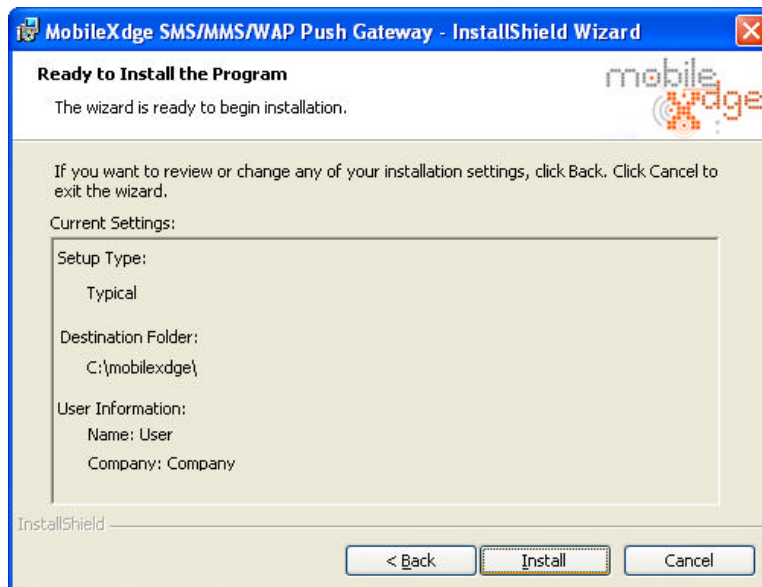 MobileXdge SMS/MMS/WAP Push Gateway - InstallShield Wizard
Ready to Install the Program
The wizard is ready to begin installation.
mobile
Xdge
If you want to review or change any of your installation settings, click Back. Click Cancel to
exit the wizard.
Current Settings:
Setup Type:
Typical
Destination Folder:
C:\mobilexdge\
User Information:
Name: User
Company: Company
InstallShield
< Back
Install
Cancel